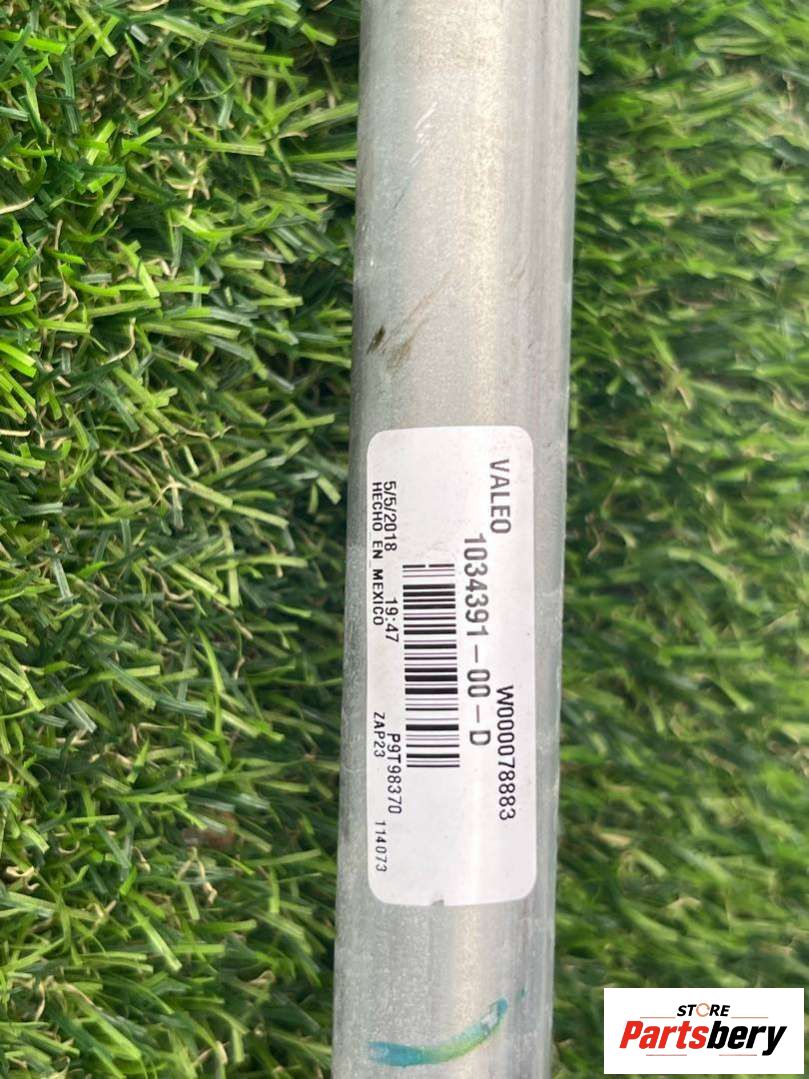 VALEO
W000078883
1034391-00-D
5/5/2018 19:47 P9T98370
HECHO EN MEXICO ZAP23 114073
STORE
Partsbery